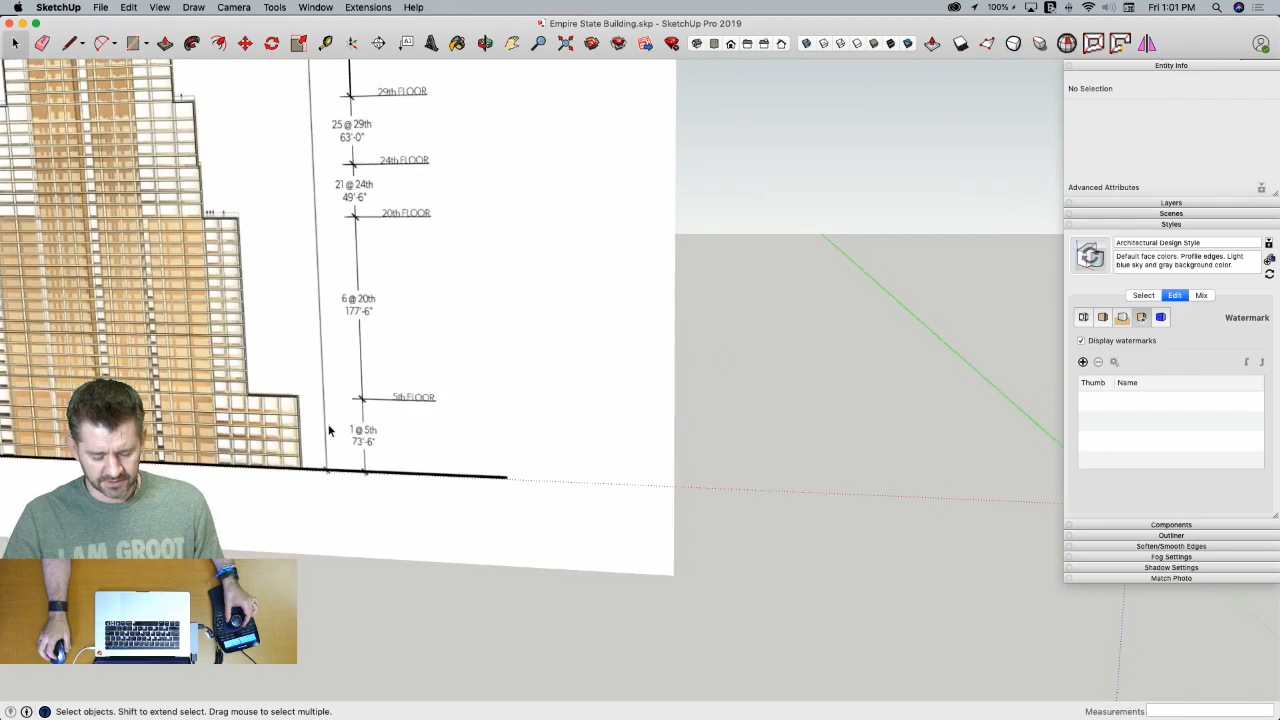 SketchUp File Edit View Draw Camera Tools Window Extensions Help
100% Fri 1:01 PM
Empire State Building.skp - SketchUp Pro 2019
Entity Info
No Selection
Advanced Attributes
Layers
Scenes
Styles
Architectural Design Style
Default face colors. Profile edges. Light
blue sky and gray background color.
Select Edit Mix
Watermark
Display watermarks
Thumb Name
Components
Outliner
Soften/Smooth Edges
Fog Settings
Shadow Settings
Match Photo
29th FLOOR
25 @ 29th
63'-0"
24th FLOOR
21 @ 24th
49'-6"
20th FLOOR
6 @ 20th
177'-6"
5th FLOOR
1 @ 5th
73'-6"
I AM GROOT
Select objects. Shift to extend select. Drag mouse to select multiple.
Measurements